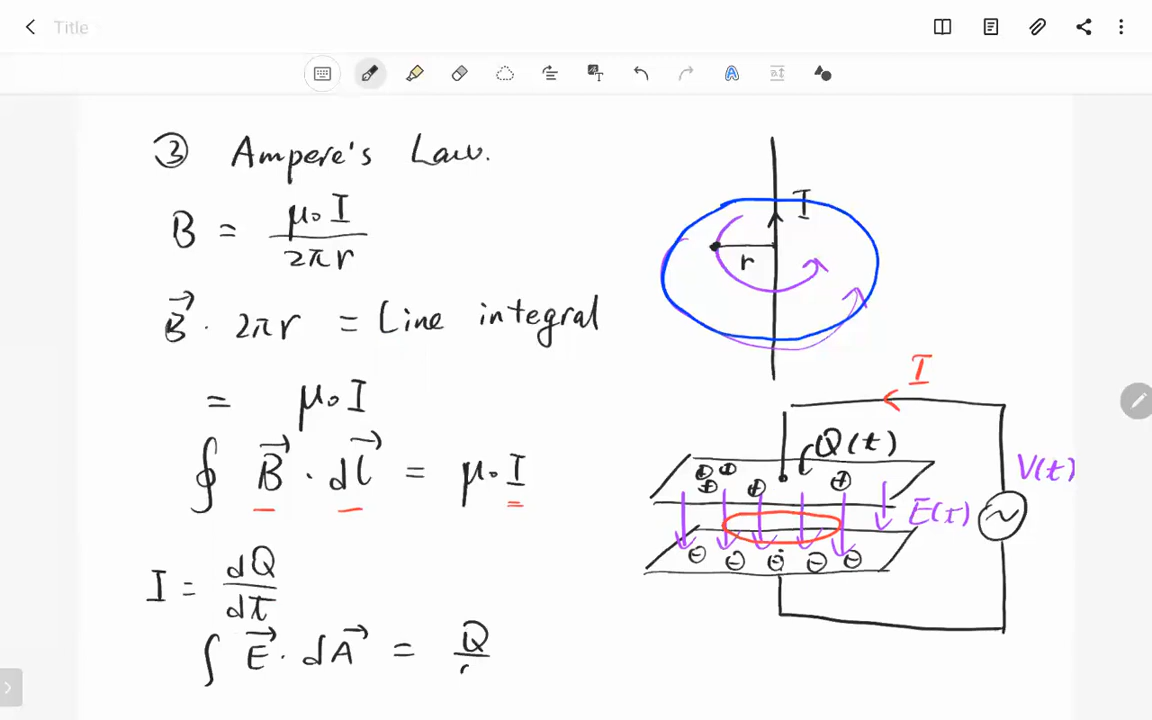 Title
③ Ampere's Law.
B = μ₀I / 2πr
B⃗ · 2πr = Line integral
= μ₀I
∮ B⃗ · dl⃗ = μ₀I
I = dQ / dt
∫ E⃗ · dA⃗ = Q
I
r
I
Q(t)
V(t)
E(t)
⊕ ⊕ ⊕ ⊕ ⊕
⊖ ⊖ ⊖ ⊖ ⊖